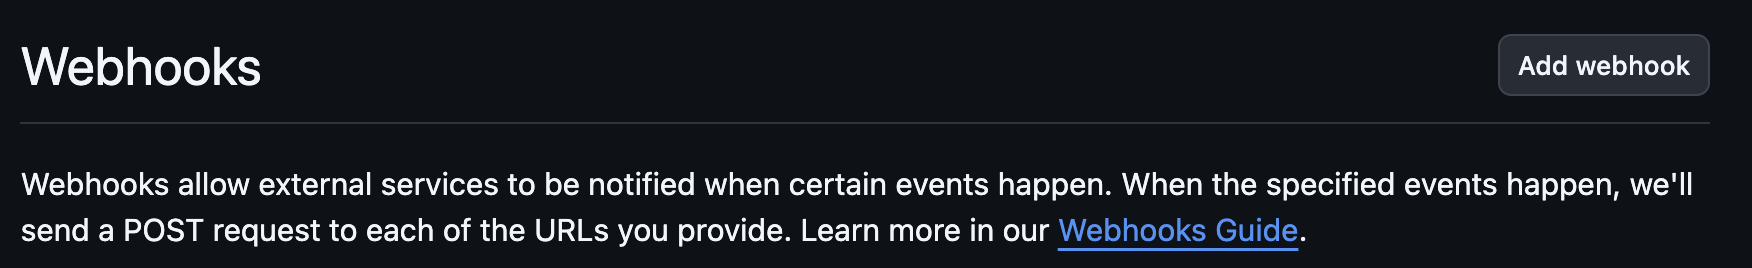 Webhooks
Add webhook
Webhooks allow external services to be notified when certain events happen. When the specified events happen, we'll
send a POST request to each of the URLs you provide. Learn more in our Webhooks Guide.